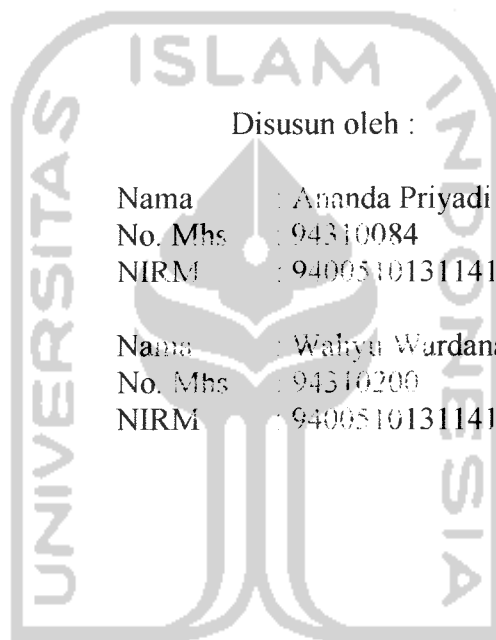 UNIVERSITAS ISLAM INDONESIA
Disusun oleh :
Nama : Ananda Priyadi
No. Mhs : 94310084
NIRM : 9400510131141
Nama : Wahyu Wardana
No. Mhs : 94310200
NIRM : 9400510131141